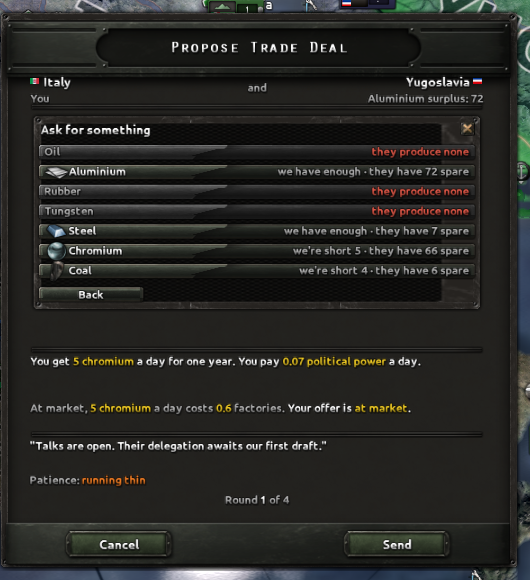 1
a
PROPOSE TRADE DEAL
Italy
and
Yugoslavia
You
Aluminium surplus: 72
Ask for something
Oil they produce none
Aluminium we have enough - they have 72 spare
Rubber they produce none
Tungsten they produce none
Steel we have enough - they have 7 spare
Chromium we're short 5 - they have 66 spare
Coal we're short 4 - they have 6 spare
Back
You get 5 chromium a day for one year. You pay 0.07 political power a day.
At market, 5 chromium a day costs 0.6 factories. Your offer is at market.
"Talks are open. Their delegation awaits our first draft."
Patience: running thin
Round 1 of 4
Cancel
Send